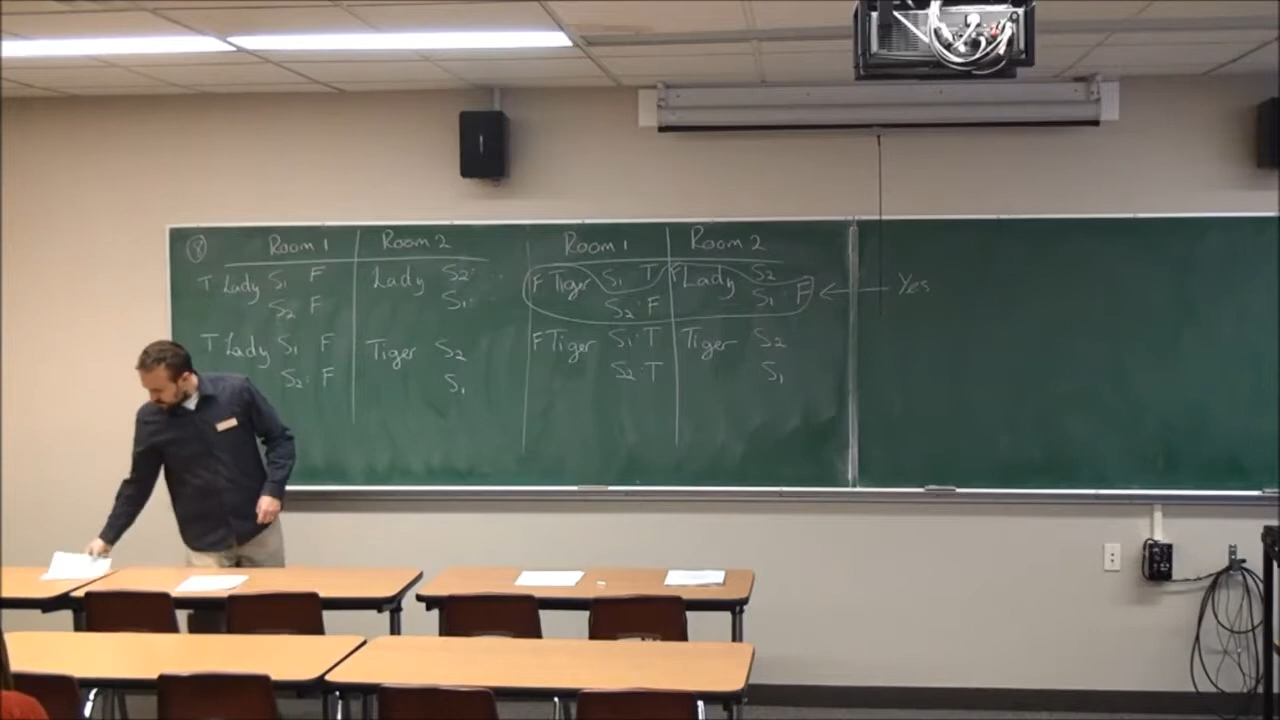 8 Room 1 Room 2
T Lady S1 F Lady S2:
S2 F S1:
T Lady S1 F Tiger S2
S2: F S1
Room 1 Room 2
F Tiger S1 T F Lady S2
S2: F S1: F
F Tiger S1: T Tiger S2
S2: T S1
Yes